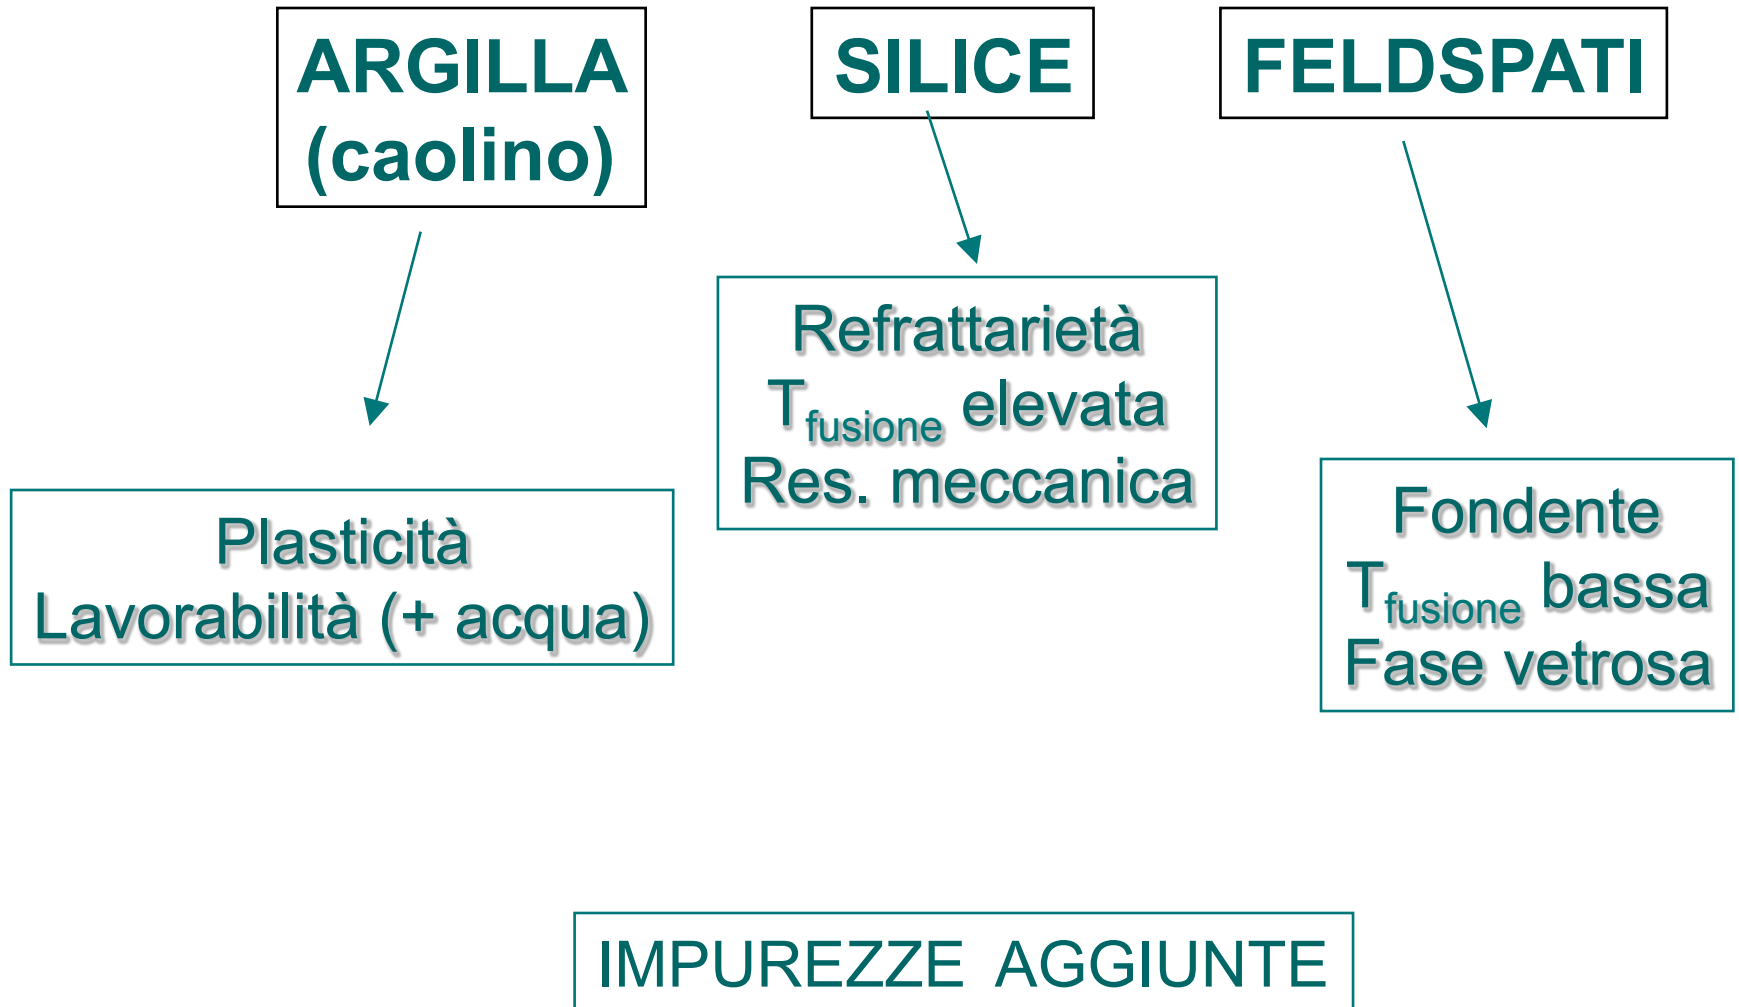 ARGILLA
(caolino)
SILICE
FELDSPATI
Plasticità
Lavorabilità (+ acqua)
Refrattarietà
Tfusione elevata
Res. meccanica
Fondente
Tfusione bassa
Fase vetrosa
IMPUREZZE AGGIUNTE